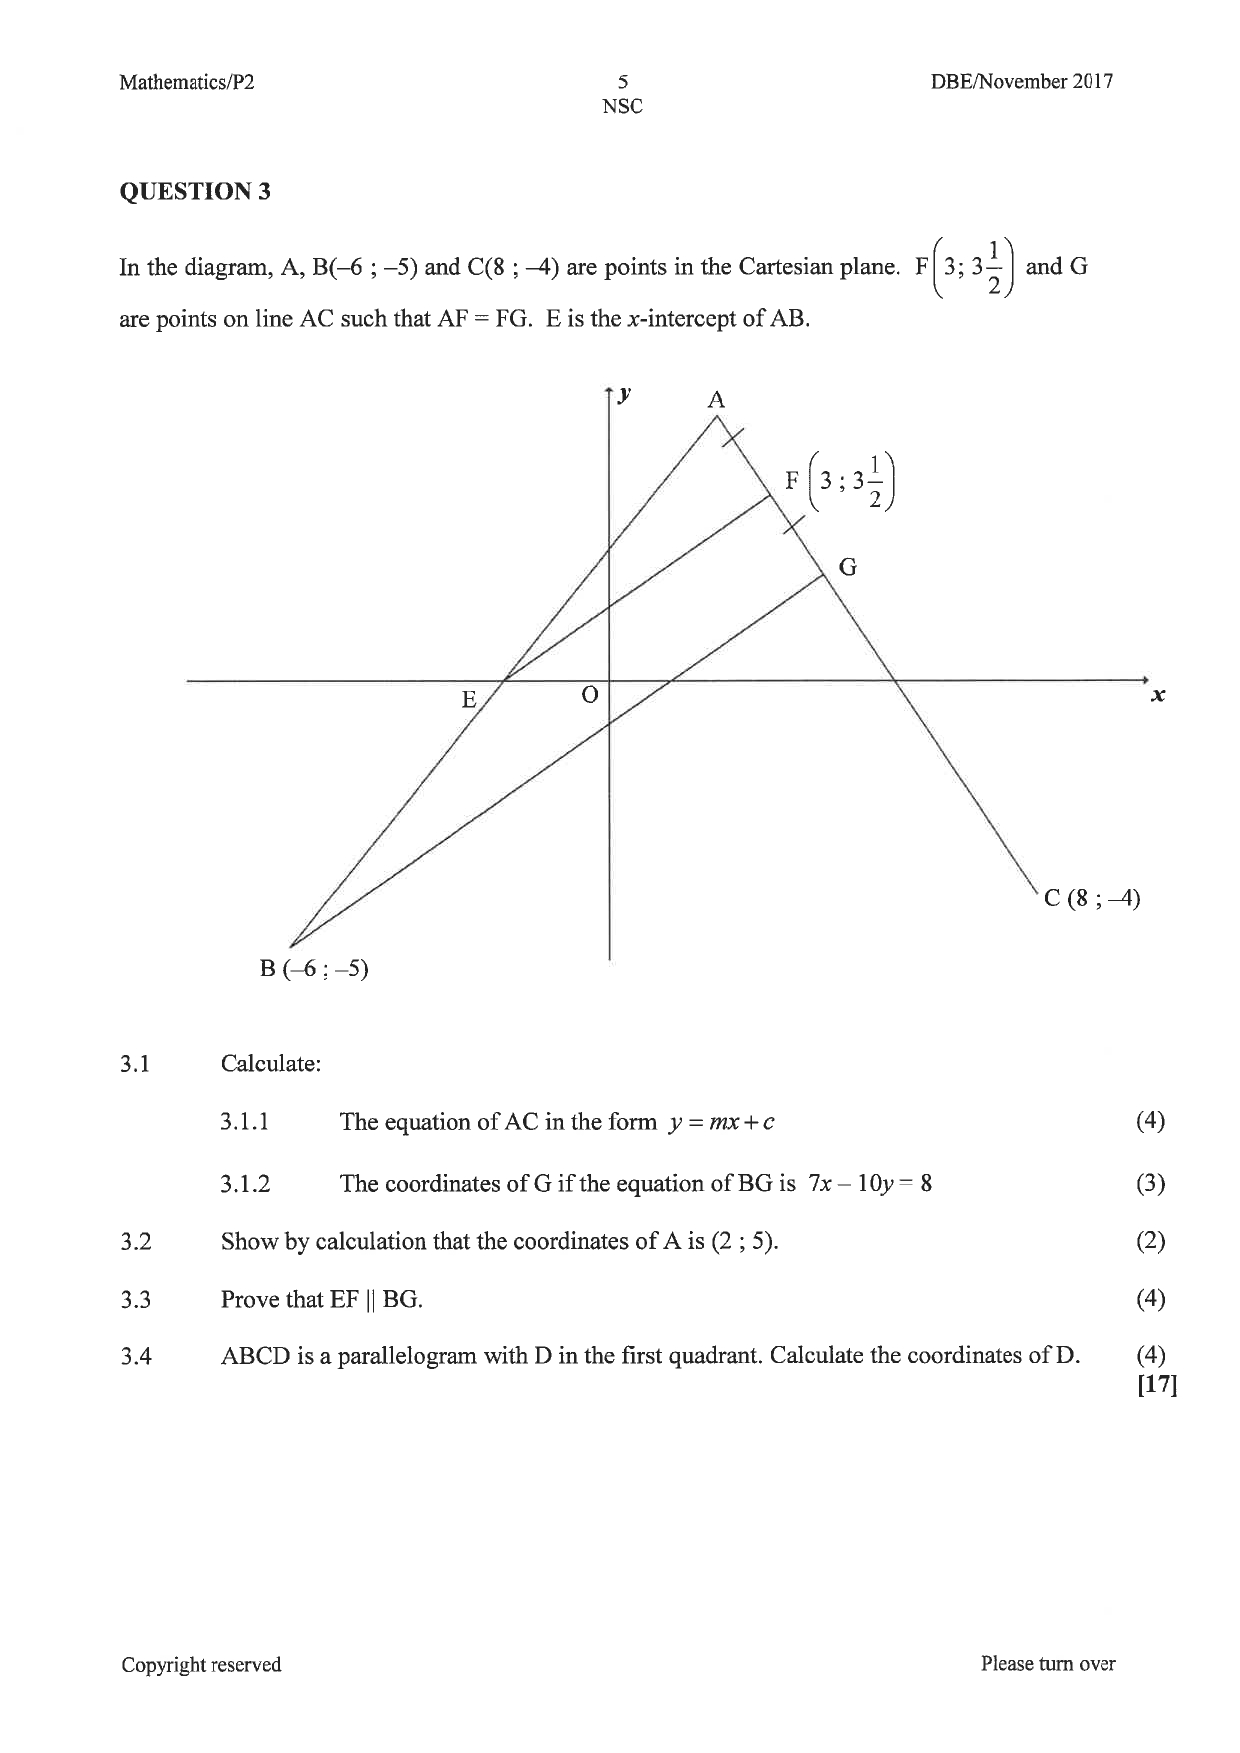 Mathematics/P2 5 DBE/November 2017
NSC
QUESTION 3
In the diagram, A, B(–6 ; –5) and C(8 ; –4) are points in the Cartesian plane. F(3; 3 1/2) and G
are points on line AC such that AF = FG. E is the x-intercept of AB.
y
A
F (3 ; 3 1/2)
G
E
O
x
C (8 ; –4)
B (–6 ; –5)
3.1 Calculate:
3.1.1 The equation of AC in the form y = mx + c (4)
3.1.2 The coordinates of G if the equation of BG is 7x – 10y = 8 (3)
3.2 Show by calculation that the coordinates of A is (2 ; 5). (2)
3.3 Prove that EF || BG. (4)
3.4 ABCD is a parallelogram with D in the first quadrant. Calculate the coordinates of D. (4)
[17]
Copyright reserved Please turn over